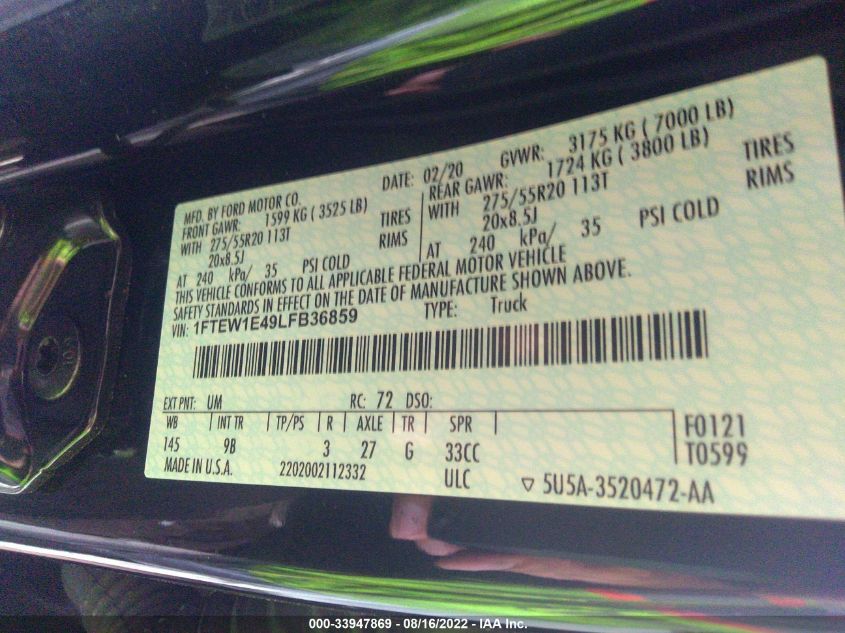 MFD. BY FORD MOTOR CO.
DATE: 02/20 GVWR: 3175 KG ( 7000 LB)
FRONT GAWR: 1599 KG ( 3525 LB) REAR GAWR: 1724 KG ( 3800 LB)
WITH 275/55R20 113T TIRES WITH 275/55R20 113T TIRES
20x8.5J RIMS 20x8.5J RIMS
AT 240 kPa/ 35 PSI COLD AT 240 kPa/ 35 PSI COLD
THIS VEHICLE CONFORMS TO ALL APPLICABLE FEDERAL MOTOR VEHICLE
SAFETY STANDARDS IN EFFECT ON THE DATE OF MANUFACTURE SHOWN ABOVE.
VIN: 1FTEW1E49LFB36859 TYPE: Truck
EXT PNT: UM RC: 72 DSO:
WB INT TR TP/PS R AXLE TR SPR F0121
145 9B 3 27 G 33CC T0599
MADE IN U.S.A. 2202002112332 ULC ▽ 5U5A-3520472-AA
000-33947869 - 08/16/2022 - IAA Inc.